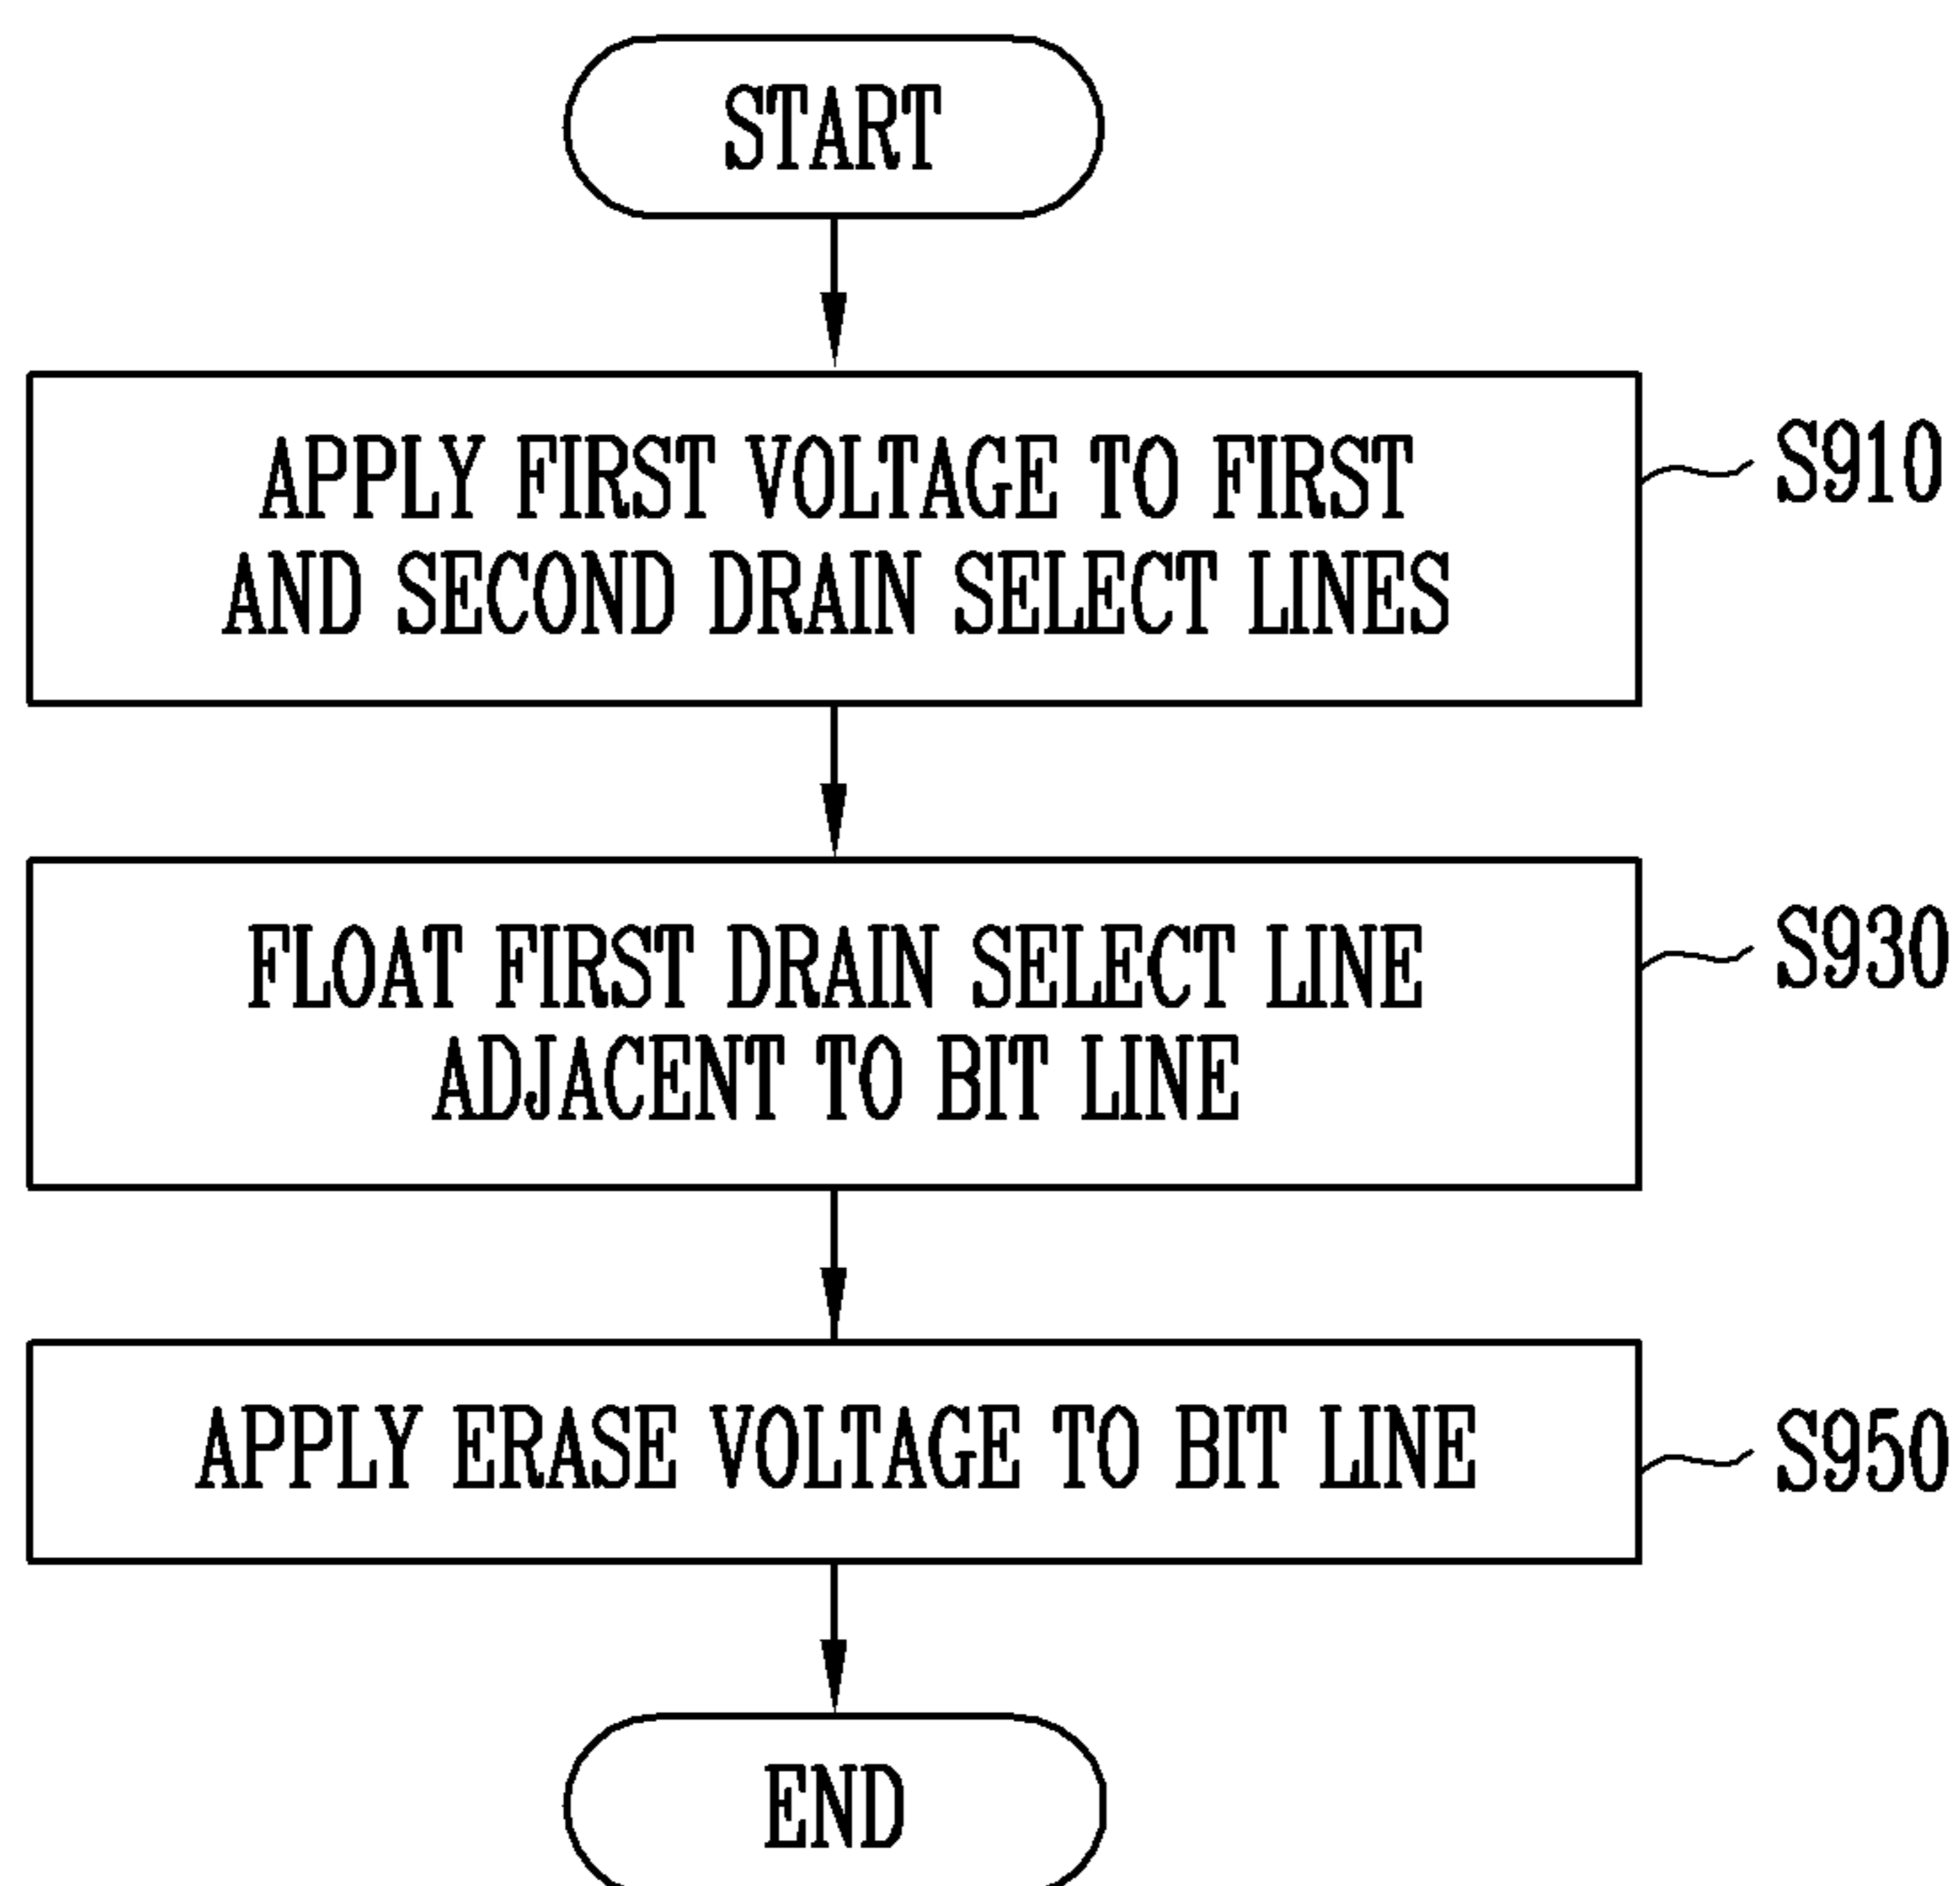 START
APPLY FIRST VOLTAGE TO FIRST
AND SECOND DRAIN SELECT LINES
S910
FLOAT FIRST DRAIN SELECT LINE
ADJACENT TO BIT LINE
S930
APPLY ERASE VOLTAGE TO BIT LINE
S950
END